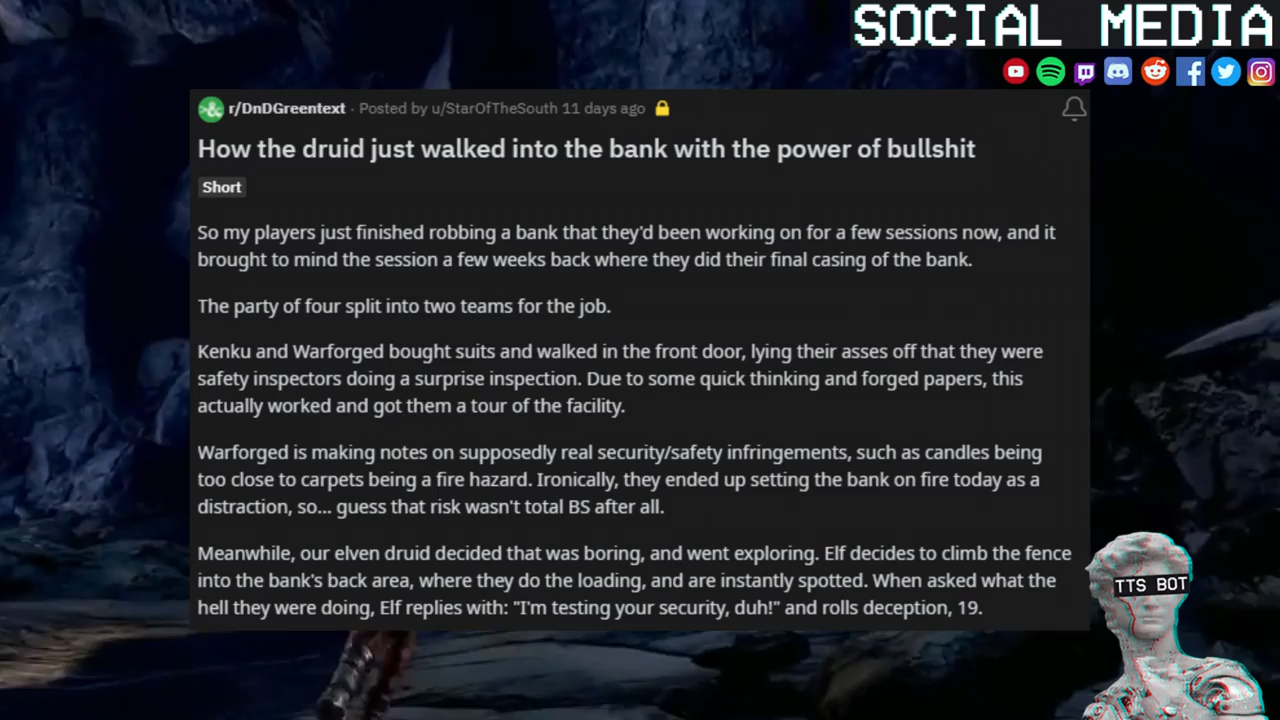 SOCIAL MEDIA
r/DnDGreentext · Posted by u/StarOfTheSouth 11 days ago
How the druid just walked into the bank with the power of bullshit
Short
So my players just finished robbing a bank that they'd been working on for a few sessions now, and it
brought to mind the session a few weeks back where they did their final casing of the bank.
The party of four split into two teams for the job.
Kenku and Warforged bought suits and walked in the front door, lying their asses off that they were
safety inspectors doing a surprise inspection. Due to some quick thinking and forged papers, this
actually worked and got them a tour of the facility.
Warforged is making notes on supposedly real security/safety infringements, such as candles being
too close to carpets being a fire hazard. Ironically, they ended up setting the bank on fire today as a
distraction, so... guess that risk wasn't total BS after all.
Meanwhile, our elven druid decided that was boring, and went exploring. Elf decides to climb the fence
into the bank's back area, where they do the loading, and are instantly spotted. When asked what the
hell they were doing, Elf replies with: "I'm testing your security, duh!" and rolls deception, 19.
TTS BOT